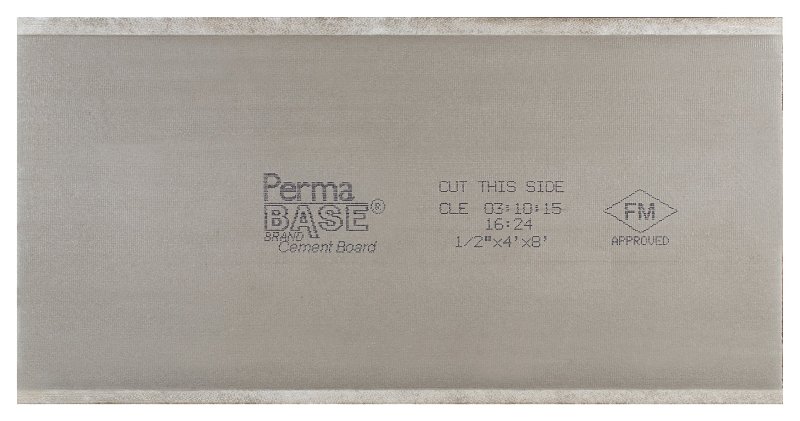 Perma
BASE®
BRAND
Cement Board
CUT THIS SIDE
CLE 03:10:15
16:24
1/2"x4'x8'
FM
APPROVED